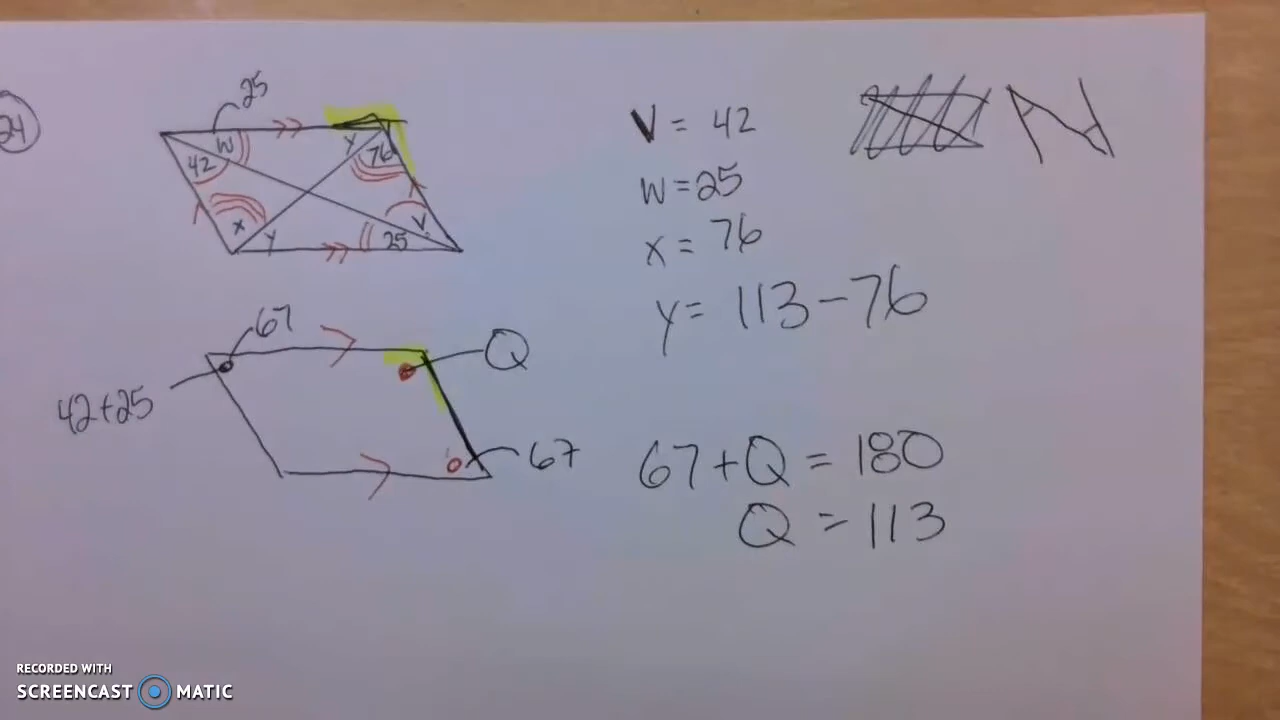 24
25
W
Y
76
42
X
Y
25
V
V = 42
W = 25
X = 76
Y = 113 - 76
67
Q
42+25
67
67 + Q = 180
Q = 113
RECORDED WITH
SCREENCAST MATIC